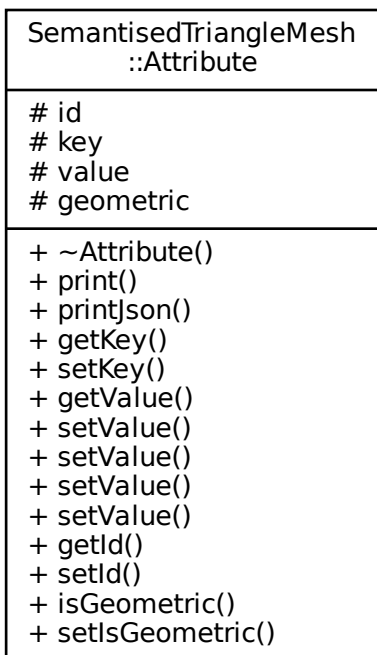 SemantisedTriangleMesh
::Attribute
# id
# key
# value
# geometric
+ ~Attribute()
+ print()
+ printJson()
+ getKey()
+ setKey()
+ getValue()
+ setValue()
+ setValue()
+ setValue()
+ setValue()
+ getId()
+ setId()
+ isGeometric()
+ setIsGeometric()